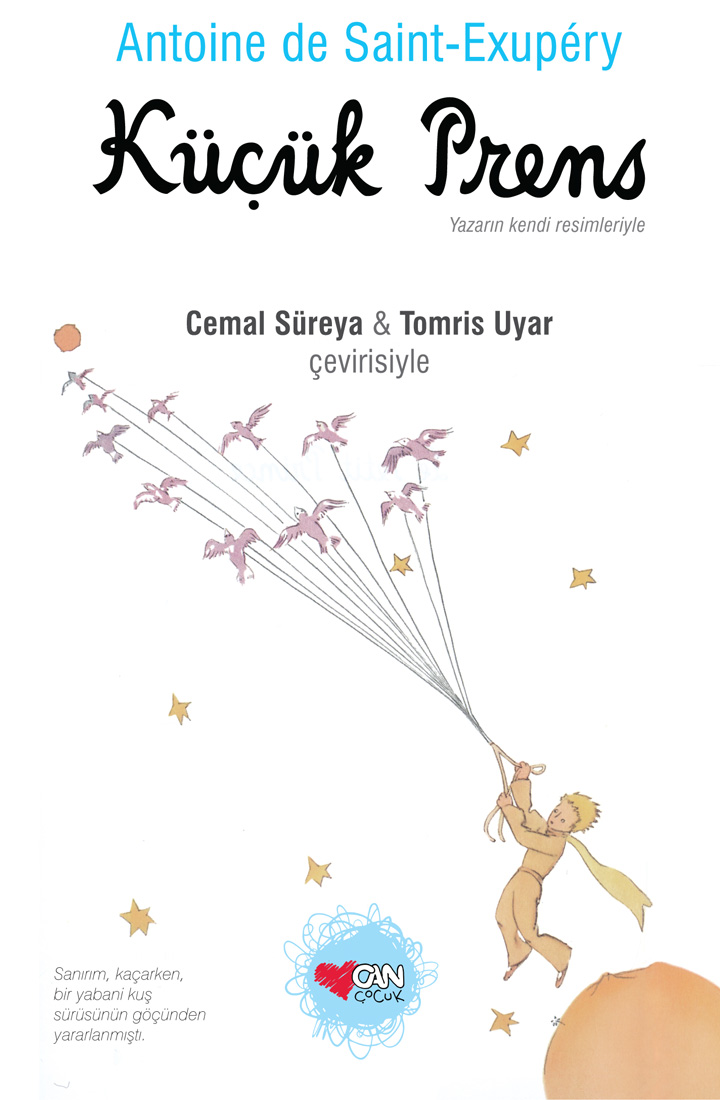 Antoine de Saint-Exupéry
Küçük Prens
Yazarın kendi resimleriyle
Cemal Süreya & Tomris Uyar
çevirisiyle
Sanırım, kaçarken,
bir yabani kuş
sürüsünün göçünden
yararlanmıştı.
CAN
ÇOCUK